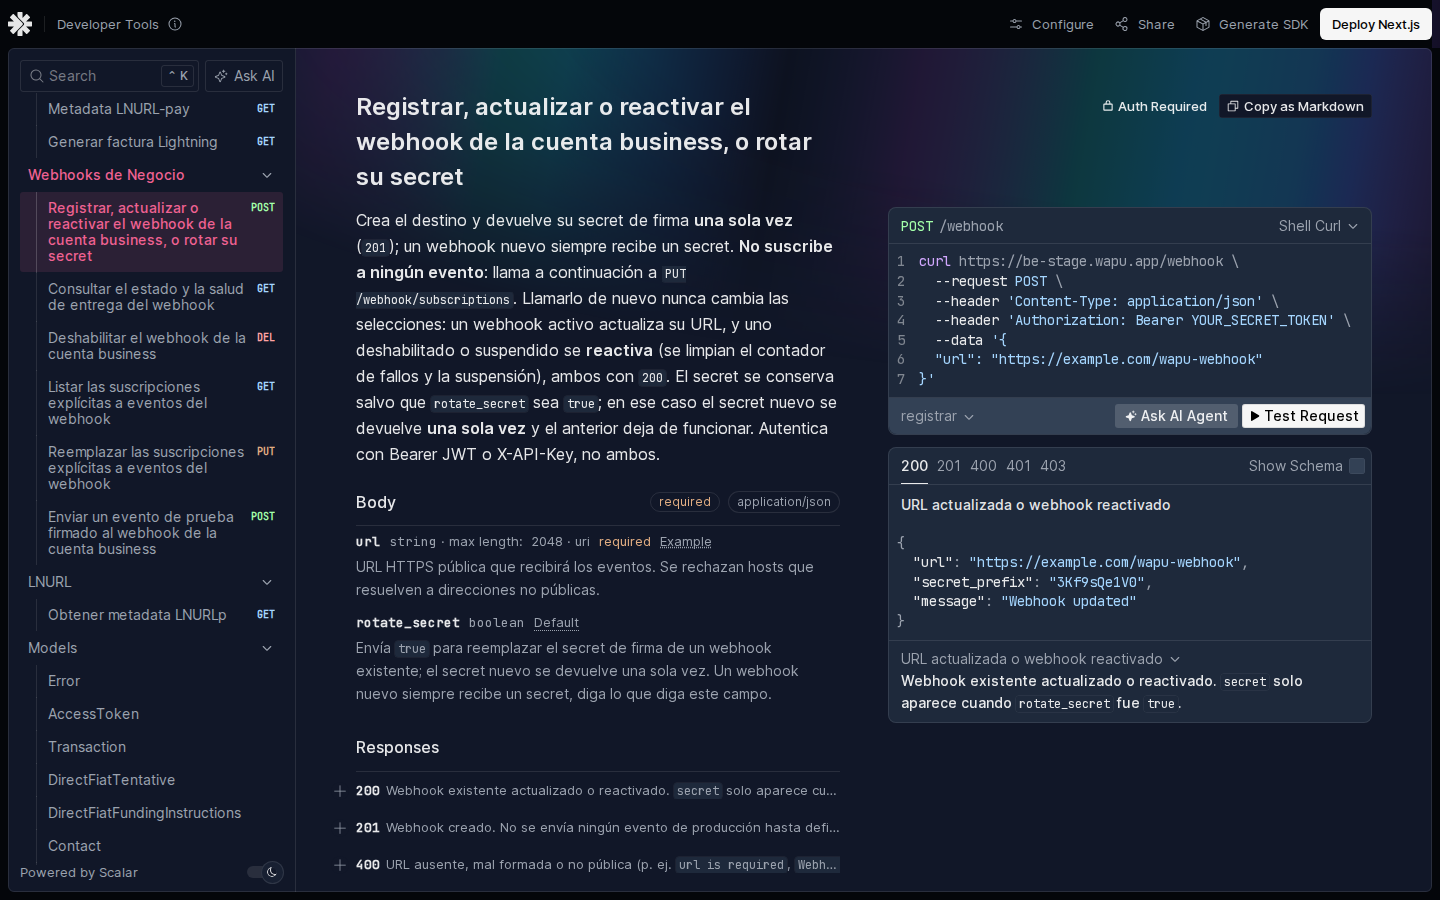 Developer Tools
Configure
Share
Generate SDK
Deploy Next.js
Search
⌃ K
Ask AI
Metadata LNURL-pay GET
Generar factura Lightning GET
Webhooks de Negocio
Registrar, actualizar o POST
reactivar el webhook de la
cuenta business, o rotar su
secret
Consultar el estado y la salud GET
de entrega del webhook
Deshabilitar el webhook de la DEL
cuenta business
Listar las suscripciones GET
explícitas a eventos del
webhook
Reemplazar las suscripciones PUT
explícitas a eventos del
webhook
Enviar un evento de prueba POST
firmado al webhook de la
cuenta business
LNURL
Obtener metadata LNURLp GET
Models
Error
AccessToken
Transaction
DirectFiatTentative
DirectFiatFundingInstructions
Contact
Powered by Scalar
Registrar, actualizar o reactivar el
webhook de la cuenta business, o rotar
su secret
Crea el destino y devuelve su secret de firma una sola vez
(201); un webhook nuevo siempre recibe un secret. No suscribe
a ningún evento: llama a continuación a PUT
/webhook/subscriptions. Llamarlo de nuevo nunca cambia las
selecciones: un webhook activo actualiza su URL, y uno
deshabilitado o suspendido se reactiva (se limpian el contador
de fallos y la suspensión), ambos con 200. El secret se conserva
salvo que rotate_secret sea true; en ese caso el secret nuevo se
devuelve una sola vez y el anterior deja de funcionar. Autentica
con Bearer JWT o X-API-Key, no ambos.
Body required application/json
url string · max length: 2048 · uri required Example
URL HTTPS pública que recibirá los eventos. Se rechazan hosts que
resuelven a direcciones no públicas.
rotate_secret boolean Default
Envía true para reemplazar el secret de firma de un webhook
existente; el secret nuevo se devuelve una sola vez. Un webhook
nuevo siempre recibe un secret, diga lo que diga este campo.
Responses
200 Webhook existente actualizado o reactivado. secret solo aparece cu…
201 Webhook creado. No se envía ningún evento de producción hasta defi…
400 URL ausente, mal formada o no pública (p. ej. url is required, Webh…
Auth Required
Copy as Markdown
POST /webhook Shell Curl
1 curl https://be-stage.wapu.app/webhook \
2 --request POST \
3 --header 'Content-Type: application/json' \
4 --header 'Authorization: Bearer YOUR_SECRET_TOKEN' \
5 --data '{
6 "url": "https://example.com/wapu-webhook"
7 }'
registrar
Ask AI Agent
Test Request
200 201 400 401 403 Show Schema
URL actualizada o webhook reactivado
{
"url": "https://example.com/wapu-webhook",
"secret_prefix": "3Kf9sQe1V0",
"message": "Webhook updated"
}
URL actualizada o webhook reactivado
Webhook existente actualizado o reactivado. secret solo
aparece cuando rotate_secret fue true.